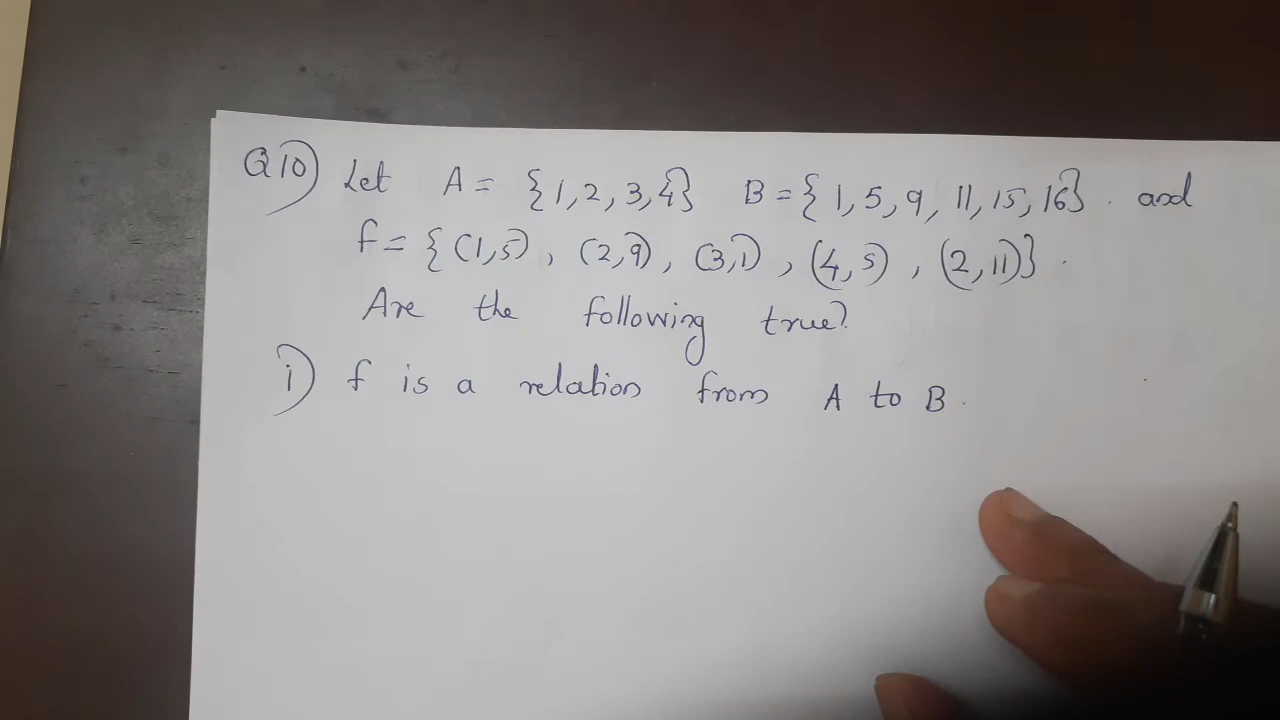 Q10) Let A = {1,2,3,4} B = {1,5,9,11,15,16}. and
f = {(1,5), (2,9), (3,1), (4,5), (2,11)}.
Are the following true?
i) f is a relation from A to B.